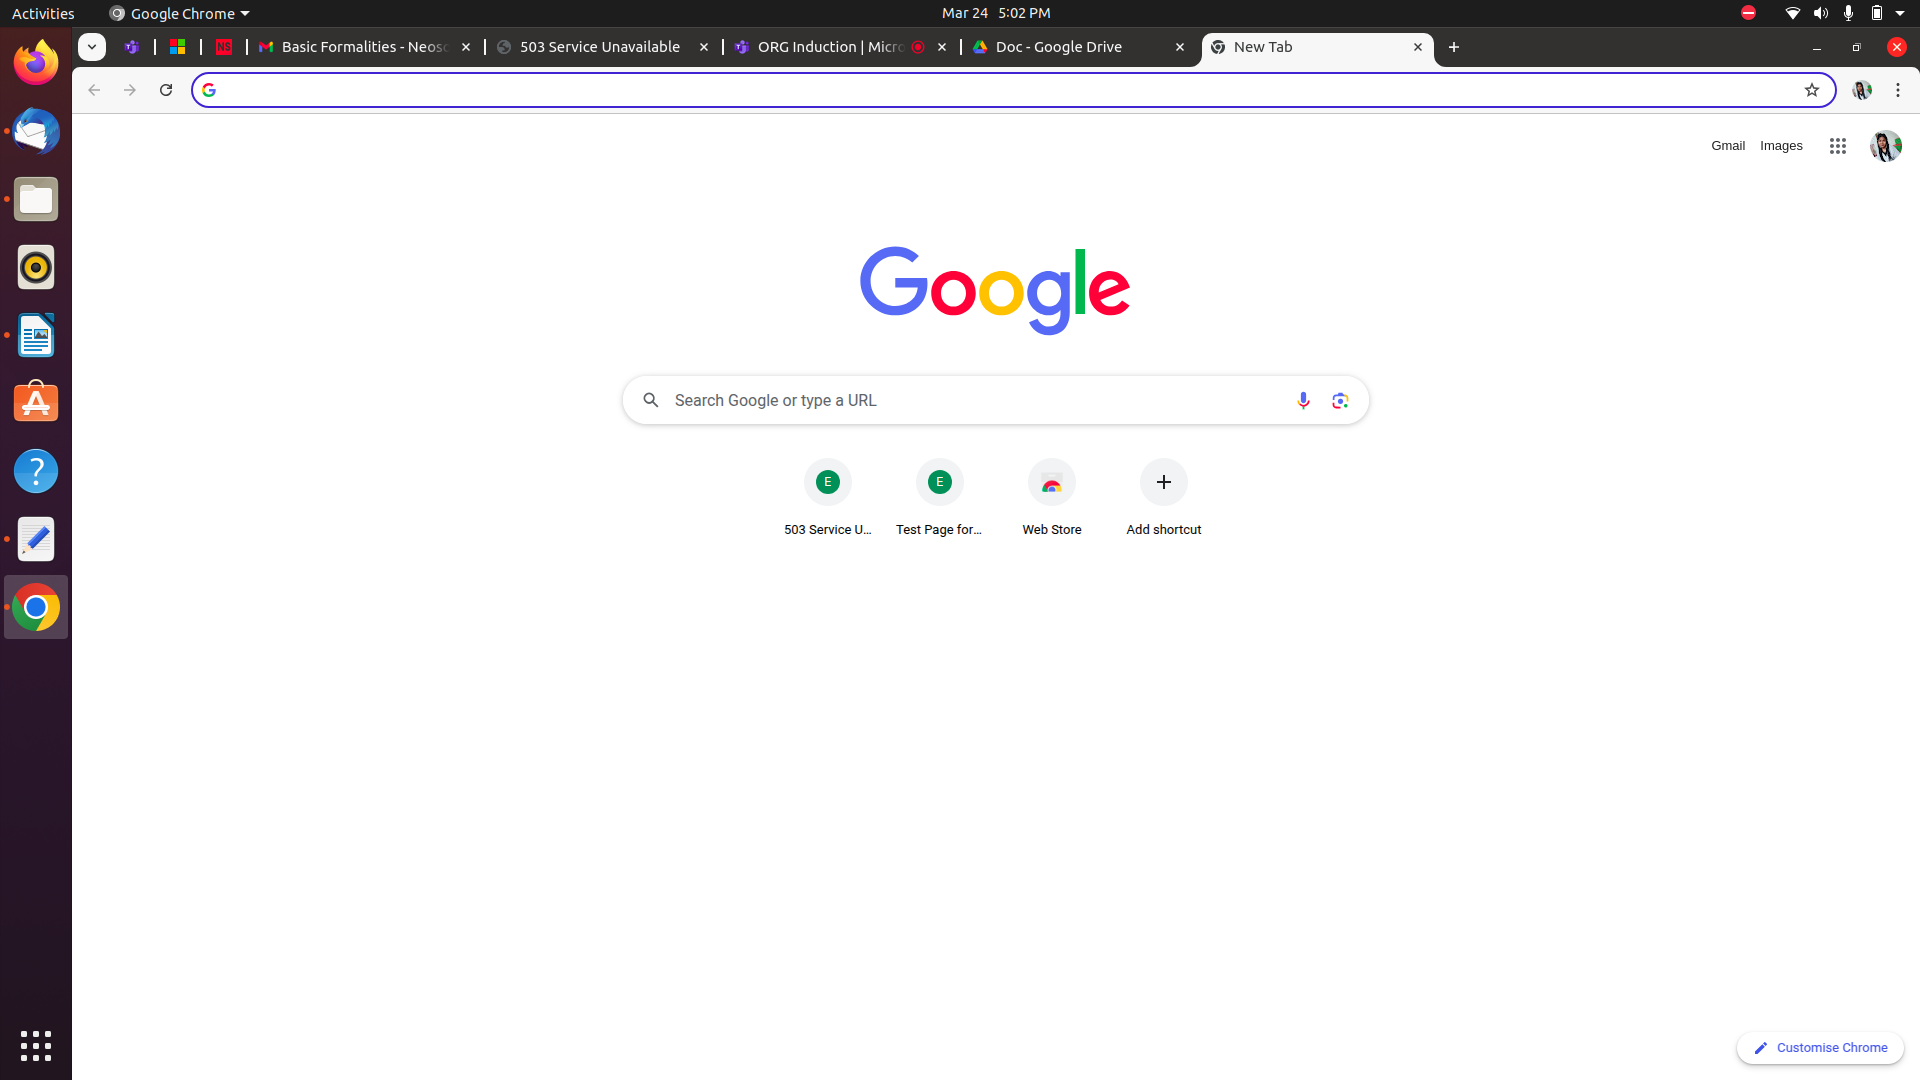 Activities
Google Chrome
Mar 24 5:02 PM
NS
Basic Formalities - Neoso
503 Service Unavailable
ORG Induction | Micro
Doc - Google Drive
New Tab
Gmail
Images
Google
Search Google or type a URL
E
E
503 Service U...
Test Page for...
Web Store
Add shortcut
Customise Chrome